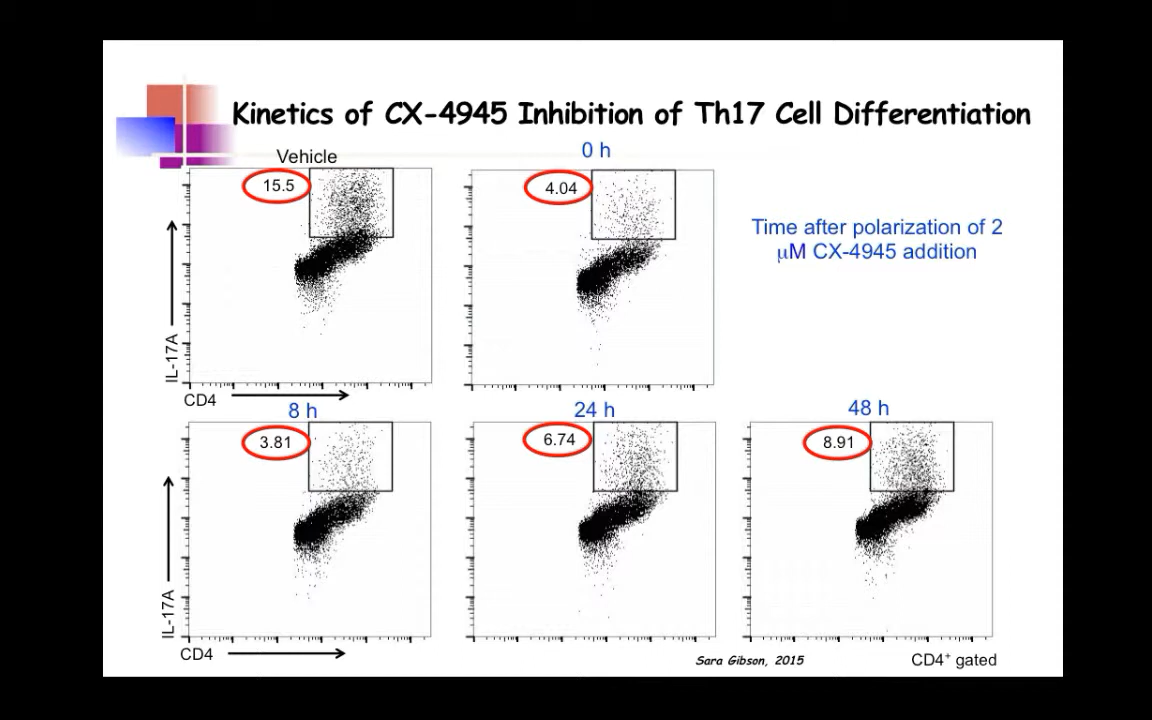 Kinetics of CX-4945 Inhibition of Th17 Cell Differentiation
Vehicle
15.5
0 h
4.04
Time after polarization of 2
μM CX-4945 addition
IL-17A
CD4
8 h
3.81
24 h
6.74
48 h
8.91
IL-17A
CD4
Sara Gibson, 2015
CD4⁺ gated